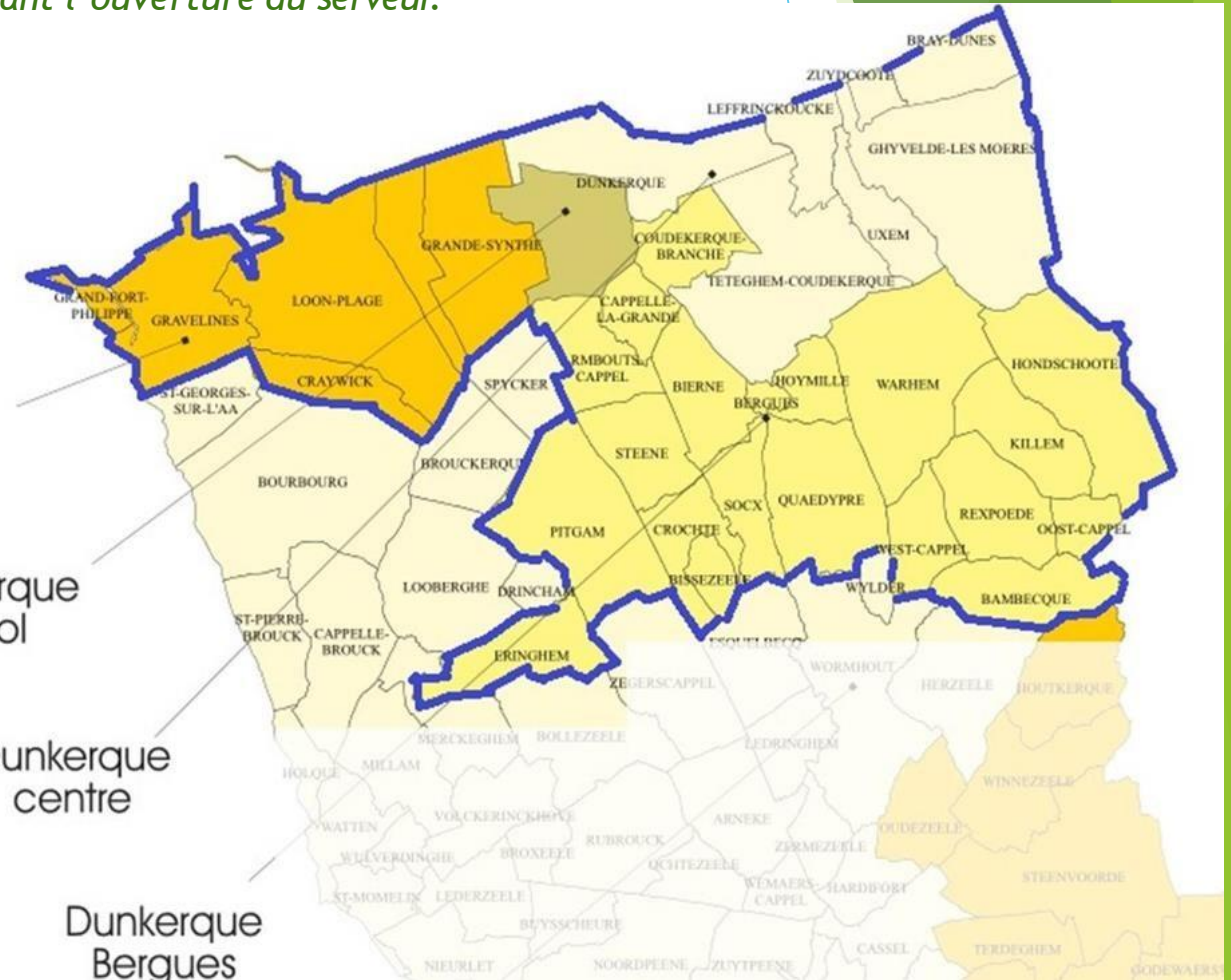 ant l'ouverture du serveur.
BRAY-DUNES
ZUYDCOOTE
LEFFRINCKOUCKE
GHYVELDE-LES MOERES
DUNKERQUE
UXEM
COUDEKERQUE-
BRANCHE
GRANDE-SYNTHE
TETEGHEM-COUDEKERQUE
GRAND-FORT-
PHILIPPE
LOON-PLAGE
GRAVELINES
CAPPELLE-
LA-GRANDE
RMBOUTS-
CAPPEL
HONDSCHOOTE
CRAYWICK
SPYCKER
BIERNE
HOYMILLE
WARHEM
ST-GEORGES-
SUR-L'AA
BERGUES
KILLEM
STEENE
BROUCKERQU
BOURBOURG
QUAEDYPRE
SOCX
REXPOEDE
PITGAM
CROCHTE
OOST-CAPPEL
WEST-CAPPEL
BISSEZEELE
LOOBERGHE
DRINCHAM
WYLDER
BAMBECQUE
rque
ol
ST-PIERRE-
BROUCK
CAPPELLE-
BROUCK
ESQUELBECQ
ERINGHEM
WORMHOUT
ZEGERSCAPPEL
HERZEELE
HOUTKERQUE
MERCKEGHEM
BOLLEZEELE
LEDRINGHEM
unkerque
centre
HOLQUE
MILLAM
WINNEZEELE
VOLCKERINCKHOVE
ARNEKE
WATTEN
OUDEZEELE
RUBROUCK
ZERMEZEELE
WULVERDINGHE
BROXEELE
OCHTEZEELE
STEENVOORDE
WEMAERS-
CAPPEL
HARDIFORT
ST-MOMELIN
LEDERZEELE
BUYSSCHEURE
Dunkerque
Bergues
CASSEL
TERDEGHEM
NIEURLET
NOORDPEENE
ZUYTPEENE
GODEWAERS